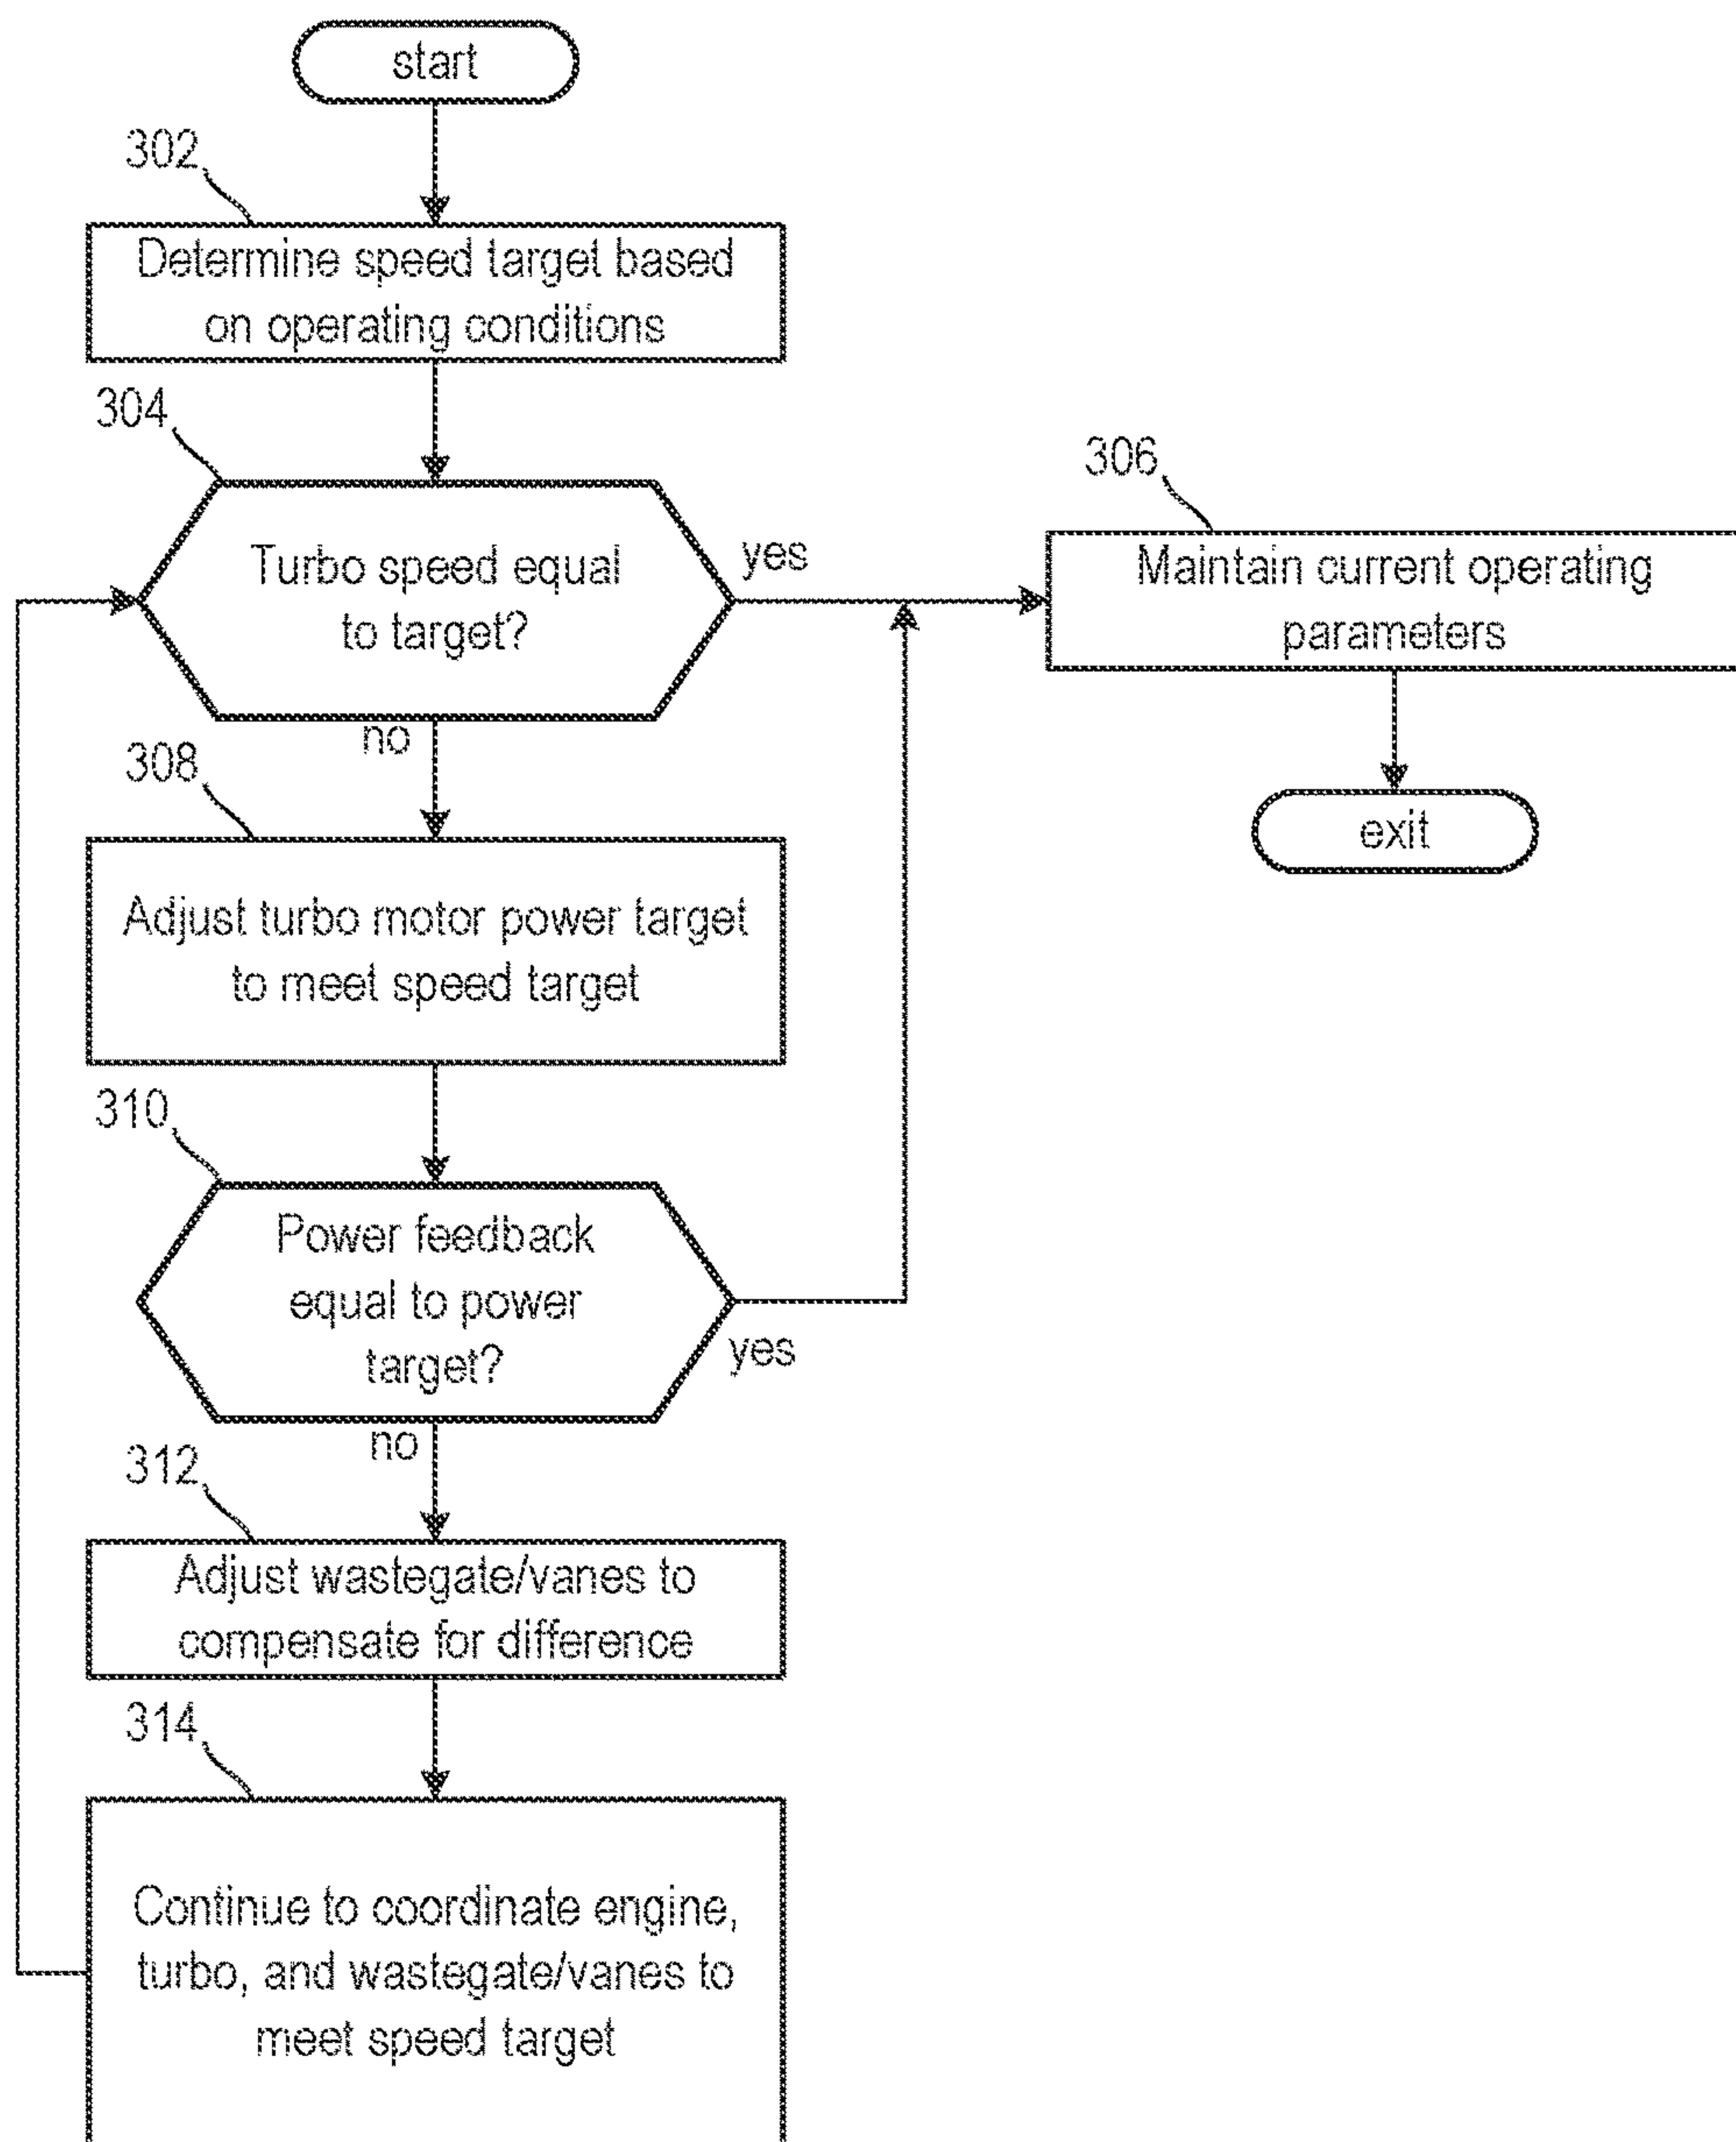 start
302
Determine speed target based
on operating conditions
304
Turbo speed equal
to target?
yes
306
Maintain current operating
parameters
no
308
exit
Adjust turbo motor power target
to meet speed target
310
Power feedback
equal to power
target?
yes
no
312
Adjust wastegate/vanes to
compensate for difference
314
Continue to coordinate engine,
turbo, and wastegate/vanes to
meet speed target